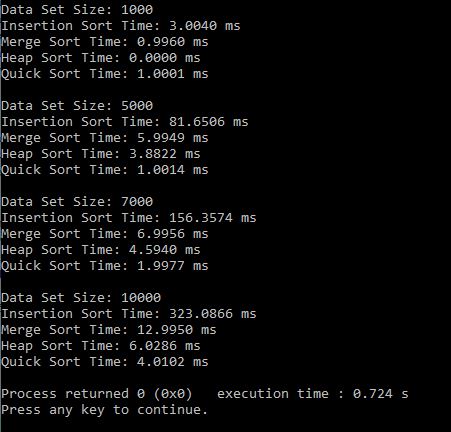 Data Set Size: 1000
Insertion Sort Time: 3.0040 ms
Merge Sort Time: 0.9960 ms
Heap Sort Time: 0.0000 ms
Quick Sort Time: 1.0001 ms
Data Set Size: 5000
Insertion Sort Time: 81.6506 ms
Merge Sort Time: 5.9949 ms
Heap Sort Time: 3.8822 ms
Quick Sort Time: 1.0014 ms
Data Set Size: 7000
Insertion Sort Time: 156.3574 ms
Merge Sort Time: 6.9956 ms
Heap Sort Time: 4.5940 ms
Quick Sort Time: 1.9977 ms
Data Set Size: 10000
Insertion Sort Time: 323.0866 ms
Merge Sort Time: 12.9950 ms
Heap Sort Time: 6.0286 ms
Quick Sort Time: 4.0102 ms
Process returned 0 (0x0)   execution time : 0.724 s
Press any key to continue.